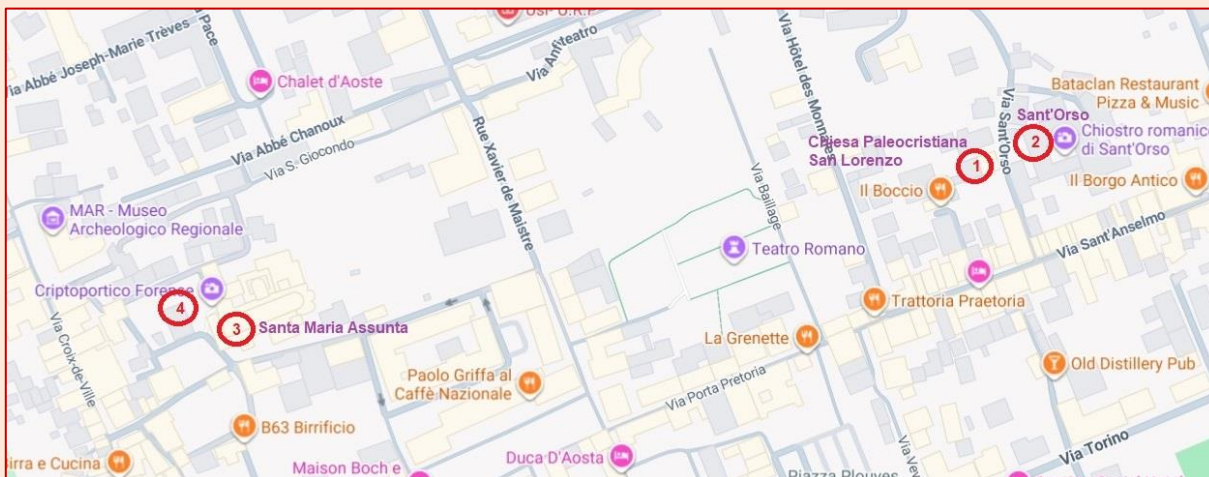 USP U.R.P
Via Abbé Joseph-Marie Trèves
Pace
Chalet d'Aoste
Via Anfiteatro
Via Hôtel des Monnaies
Bataclan Restaurant
Pizza & Music
Via Abbé Chanoux
Via S. Giocondo
Rue Xavier de Maistre
Chiesa Paleocristiana
San Lorenzo
1
Via Sant'Orso
Sant'Orso
2
Chiostro romanico
di Sant'Orso
Il Boccio
Il Borgo Antico
Via Baillage
MAR - Museo
Archeologico Regionale
Teatro Romano
Via Sant'Anselmo
Criptoportico Forense
4
3
Santa Maria Assunta
Trattoria Praetoria
Via Croix-de-Ville
La Grenette
Paolo Griffa al
Caffè Nazionale
Old Distillery Pub
Via Porta Pretoria
B63 Birrificio
Birra e Cucina
Maison Boch e
Duca D'Aosta
Piazza Plouves
Via Torino